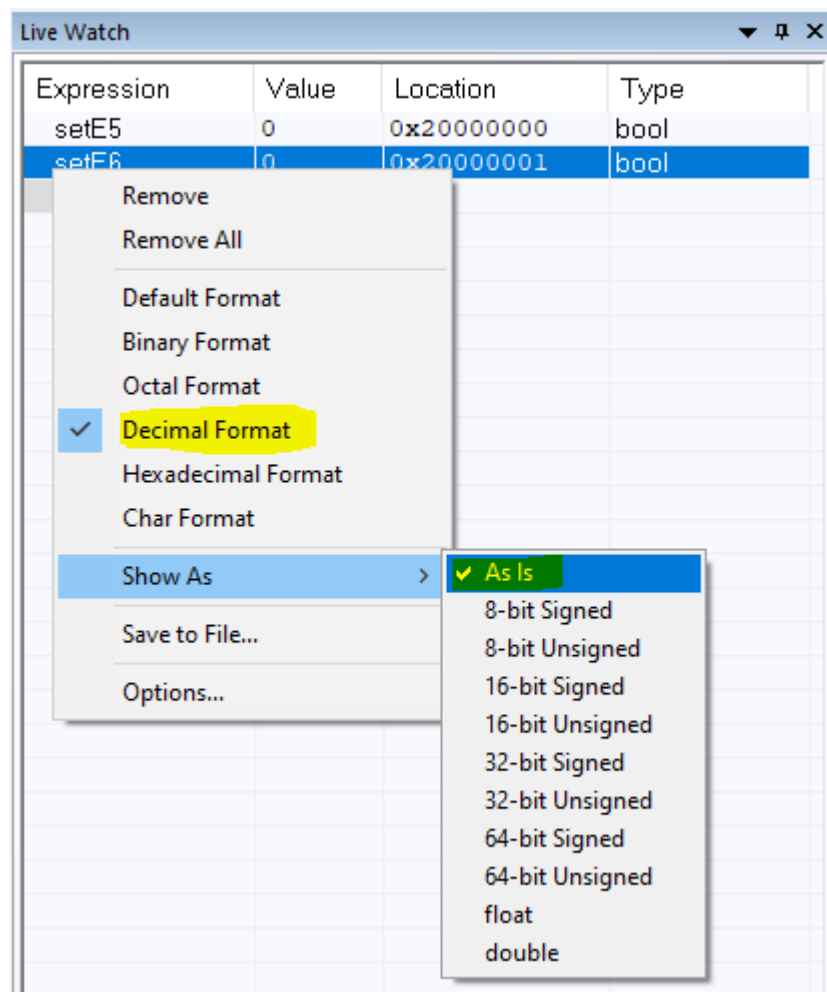 Live Watch
Expression Value Location Type
setE5 0 0x20000000 bool
setE6 0 0x20000001 bool
Remove
Remove All
Default Format
Binary Format
Octal Format
Decimal Format
Hexadecimal Format
Char Format
Show As
As Is
8-bit Signed
8-bit Unsigned
16-bit Signed
16-bit Unsigned
32-bit Signed
32-bit Unsigned
64-bit Signed
64-bit Unsigned
float
double
Save to File...
Options...